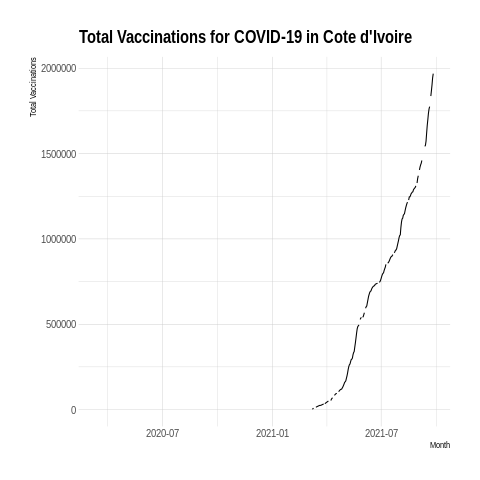 Total Vaccinations for COVID-19 in Cote d'Ivoire
Total Vaccinations
2000000
1500000
1000000
500000
0
2020-07 2021-01 2021-07
Month